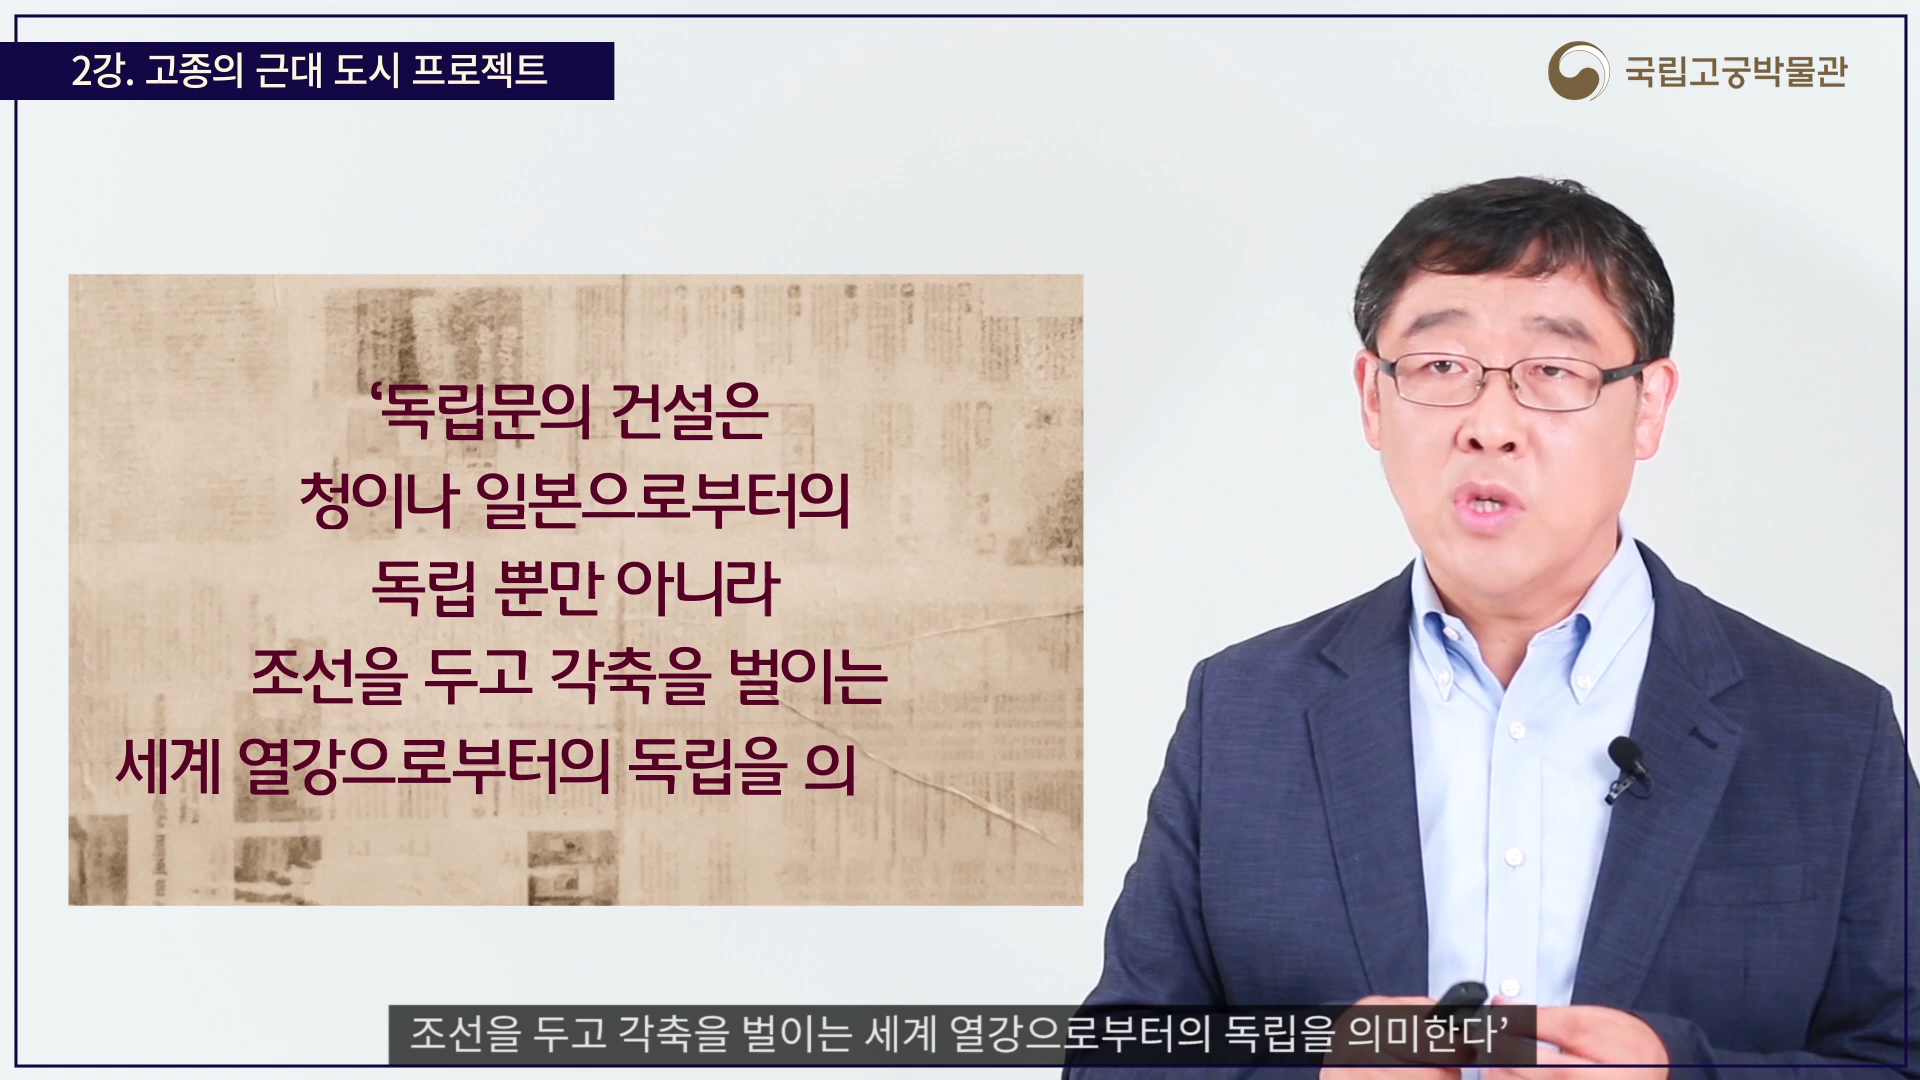 2강. 고종의 근대 도시 프로젝트
국립고궁박물관
‘독립문의 건설은
청이나 일본으로부터의
독립 뿐만 아니라
조선을 두고 각축을 벌이는
세계 열강으로부터의 독립을 의
조선을 두고 각축을 벌이는 세계 열강으로부터의 독립을 의미한다’